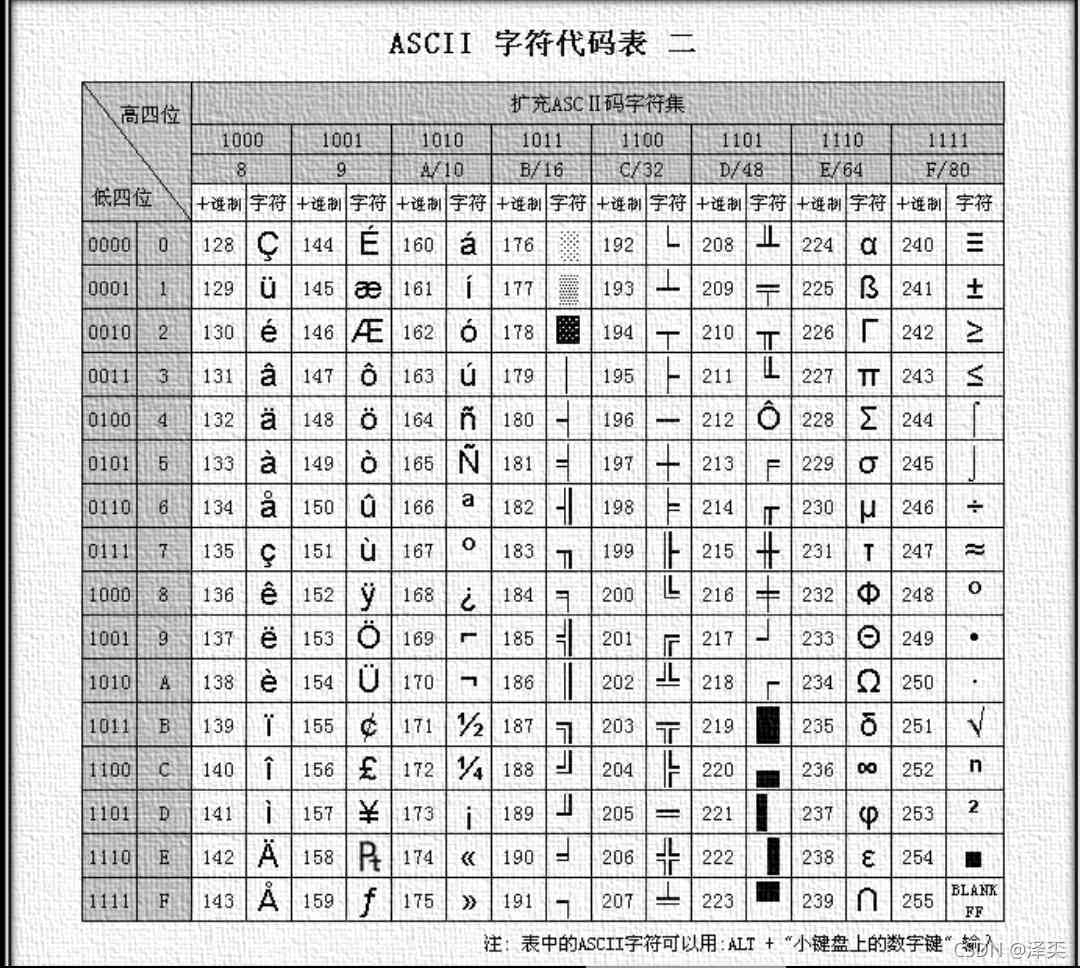 ASCII 字符代码表 二
高四位 扩充ASCⅡ码字符集
1000 1001 1010 1011 1100 1101 1110 1111
8 9 A/10 B/16 C/32 D/48 E/64 F/80
低四位 十进制 字符 十进制 字符 十进制 字符 十进制 字符 十进制 字符 十进制 字符 十进制 字符 十进制 字符
0000 0 128 Ç 144 É 160 á 176 ░ 192 └ 208 ╨ 224 α 240 ≡
0001 1 129 ü 145 æ 161 í 177 ▒ 193 ┴ 209 ╤ 225 ß 241 ±
0010 2 130 é 146 Æ 162 ó 178 ▓ 194 ┬ 210 ╥ 226 Γ 242 ≥
0011 3 131 â 147 ô 163 ú 179 │ 195 ├ 211 ╙ 227 π 243 ≤
0100 4 132 ä 148 ö 164 ñ 180 ┤ 196 ─ 212 Ô 228 Σ 244 ⌠
0101 5 133 à 149 ò 165 Ñ 181 ╡ 197 ┼ 213 ╒ 229 σ 245 ⌡
0110 6 134 å 150 û 166 ª 182 ╢ 198 ╞ 214 ╓ 230 µ 246 ÷
0111 7 135 ç 151 ù 167 º 183 ╖ 199 ╟ 215 ╫ 231 τ 247 ≈
1000 8 136 ê 152 ÿ 168 ¿ 184 ╕ 200 ╚ 216 ╪ 232 Φ 248 °
1001 9 137 ë 153 Ö 169 ⌐ 185 ╣ 201 ╔ 217 ┘ 233 Θ 249 •
1010 A 138 è 154 Ü 170 ¬ 186 ║ 202 ╩ 218 ┌ 234 Ω 250 ·
1011 B 139 ï 155 ¢ 171 ½ 187 ╗ 203 ╦ 219 █ 235 δ 251 √
1100 C 140 î 156 £ 172 ¼ 188 ╝ 204 ╠ 220 ▄ 236 ∞ 252 ⁿ
1101 D 141 ì 157 ¥ 173 ¡ 189 ╜ 205 ═ 221 ▌ 237 φ 253 ²
1110 E 142 Ä 158 ₧ 174 « 190 ╛ 206 ╬ 222 ▐ 238 ε 254 ■
1111 F 143 Å 159 ƒ 175 » 191 ┐ 207 ╧ 223 ▀ 239 ∩ 255 BLANK FF
注: 表中的ASCII字符可以用:ALT + "小键盘上的数字键" 输入
CSDN @泽奕